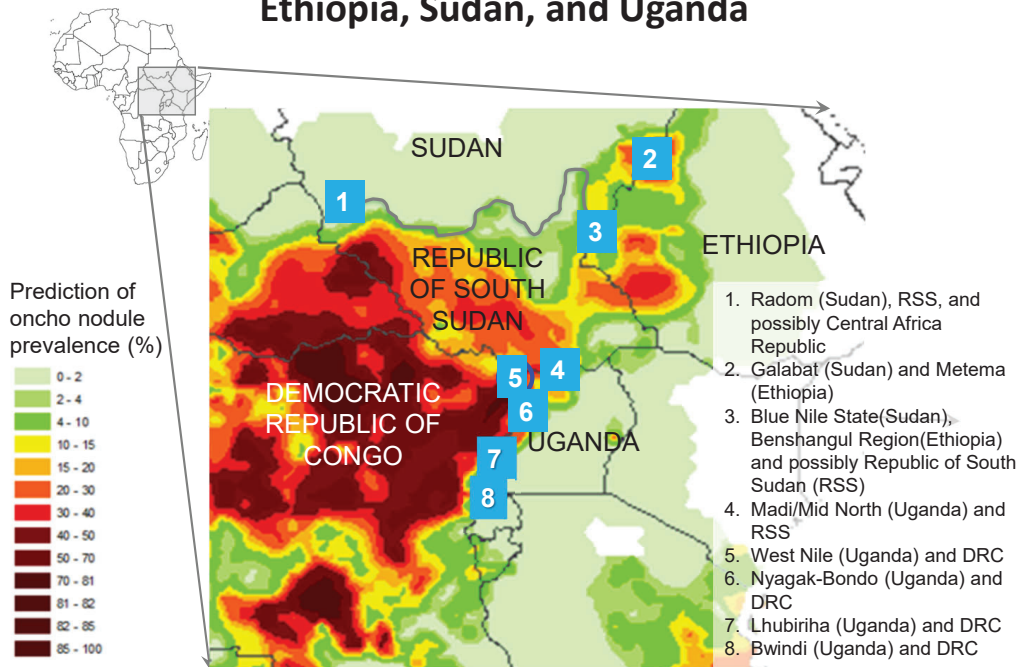 Ethiopia, Sudan, and Uganda
SUDAN
1
2
3
ETHIOPIA
REPUBLIC
OF SOUTH
SUDAN
Prediction of
oncho nodule
prevalence (%)
0 - 2
2 - 4
4 - 10
10 - 15
15 - 20
20 - 30
30 - 40
40 - 50
50 - 70
70 - 81
81 - 82
82 - 85
85 - 100
DEMOCRATIC
REPUBLIC OF
CONGO
5
4
6
UGANDA
7
8
1. Radom (Sudan), RSS, and
possibly Central Africa
Republic
2. Galabat (Sudan) and Metema
(Ethiopia)
3. Blue Nile State(Sudan),
Benshangul Region(Ethiopia)
and possibly Republic of South
Sudan (RSS)
4. Madi/Mid North (Uganda) and
RSS
5. West Nile (Uganda) and DRC
6. Nyagak-Bondo (Uganda) and
DRC
7. Lhubiriha (Uganda) and DRC
8. Bwindi (Uganda) and DRC